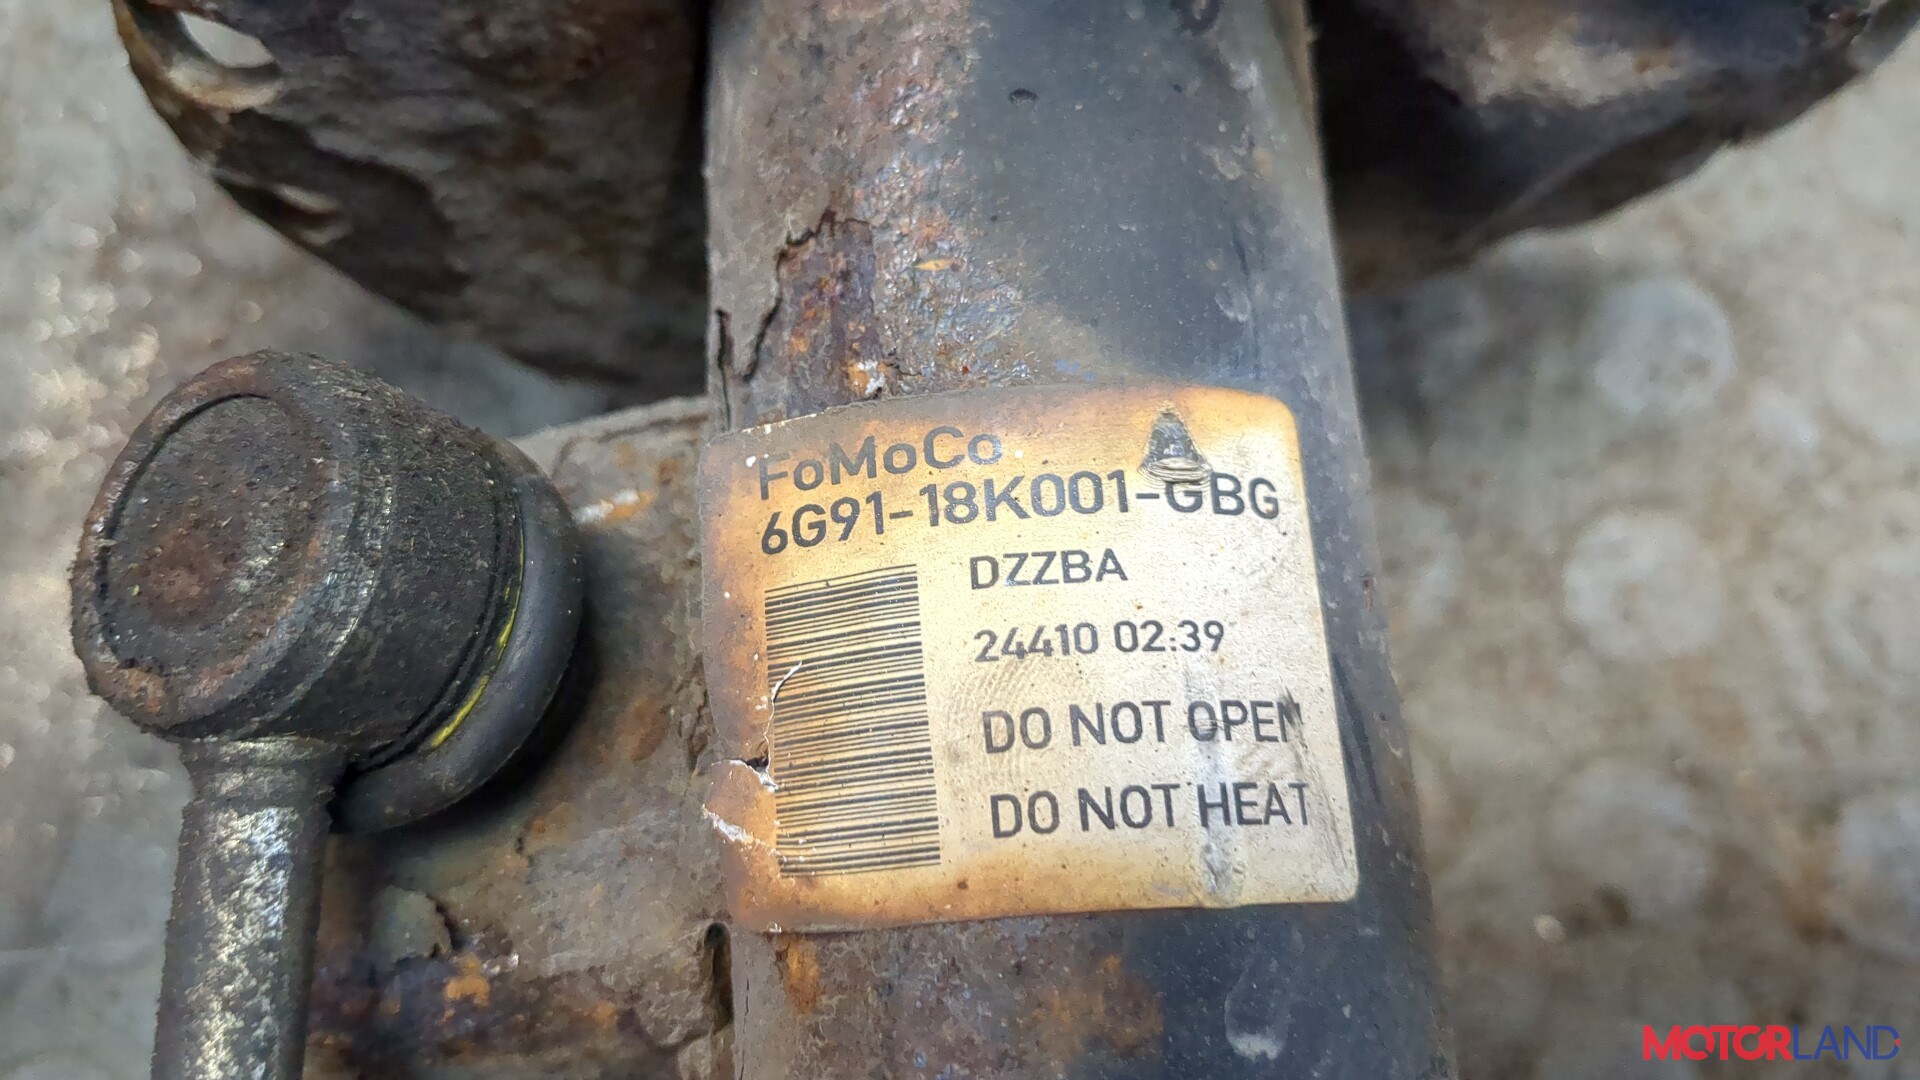 FoMoCo
6G91-18K001-GBG
DZZBA
24410 02:39
DO NOT OPEN
DO NOT HEAT
MOTORLAND